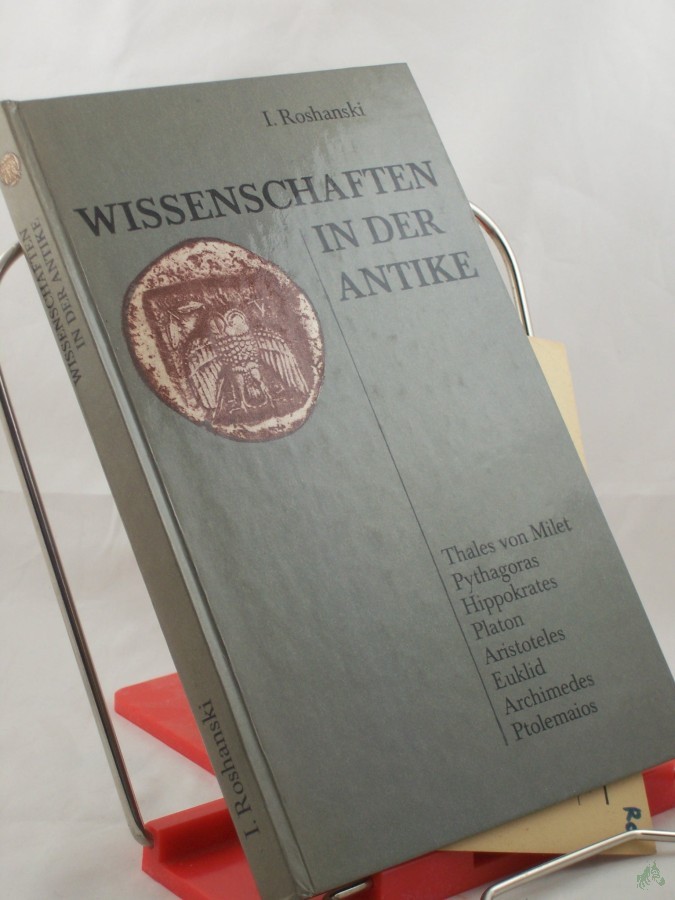 I. Roshanski
WISSENSCHAFTEN
IN DER
ANTIKE
Thales von Milet
Pythagoras
Hippokrates
Platon
Aristoteles
Euklid
Archimedes
Ptolemaios
WISSENSCHAFTEN
IN DER ANTIKE
I. Roshanski